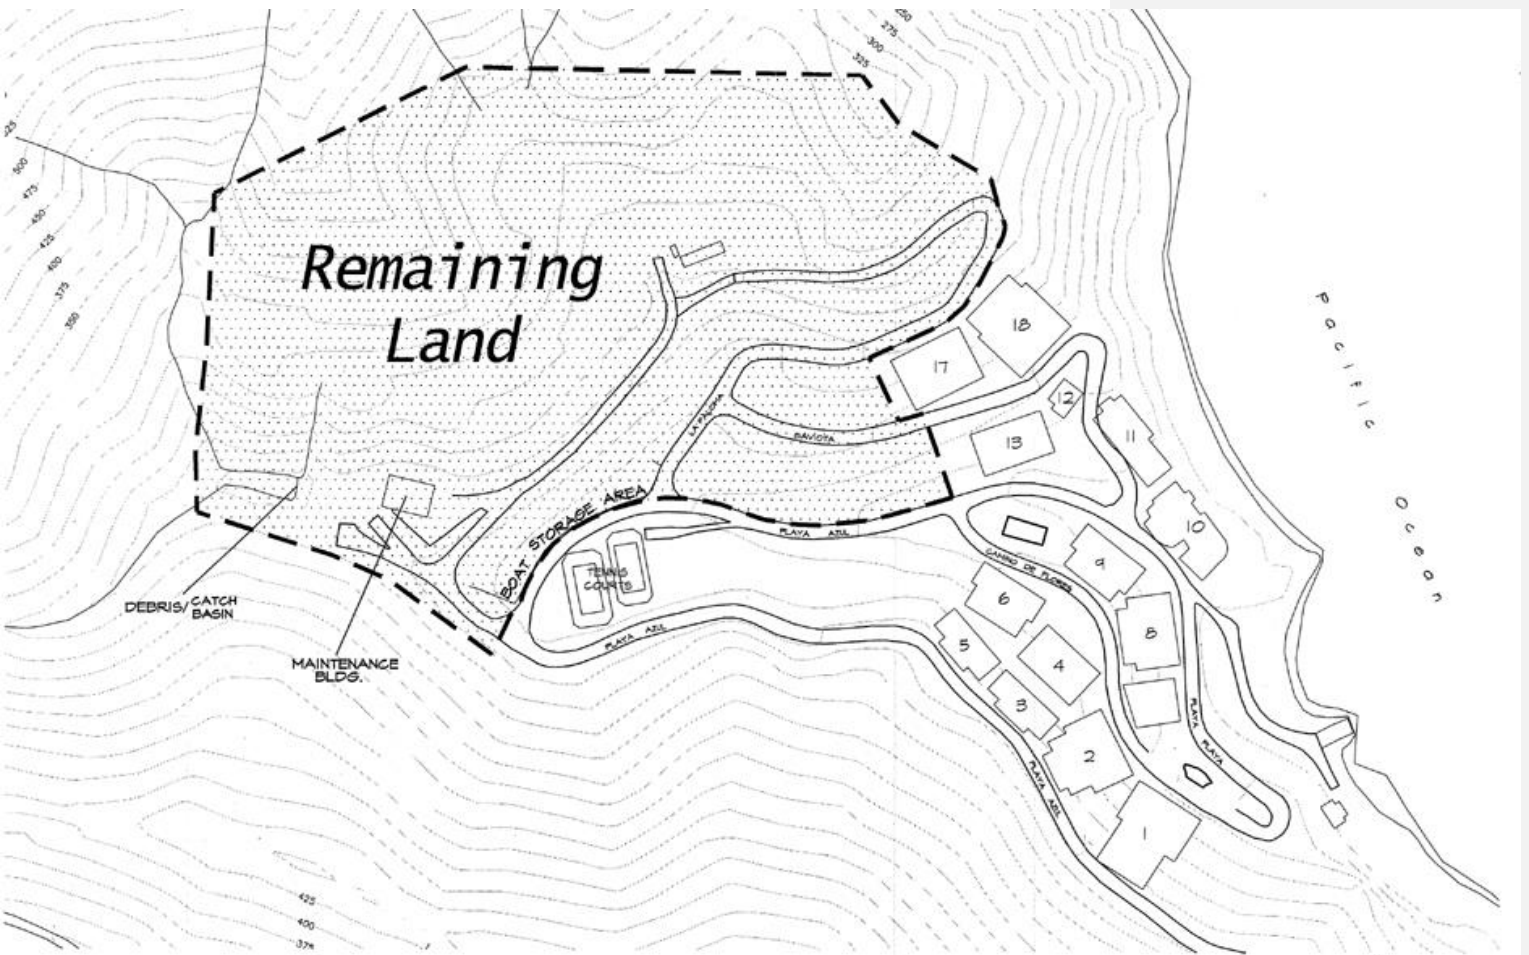 250
275
300
325
525
500
475
450
425
400
375
350
Remaining
Land
Pacific Ocean
18
17
12
13
11
10
LA PALOMA
GAVIOTA
BOAT STORAGE AREA
PLAYA AZUL
TENNIS
COURTS
CAMINO DE FLORES
9
8
6
5
4
3
2
1
PLAYA AZUL
PLAYA AZUL
PLAYA PLAYA
DEBRIS/CATCH
BASIN
MAINTENANCE
BLDG.
425
400
375